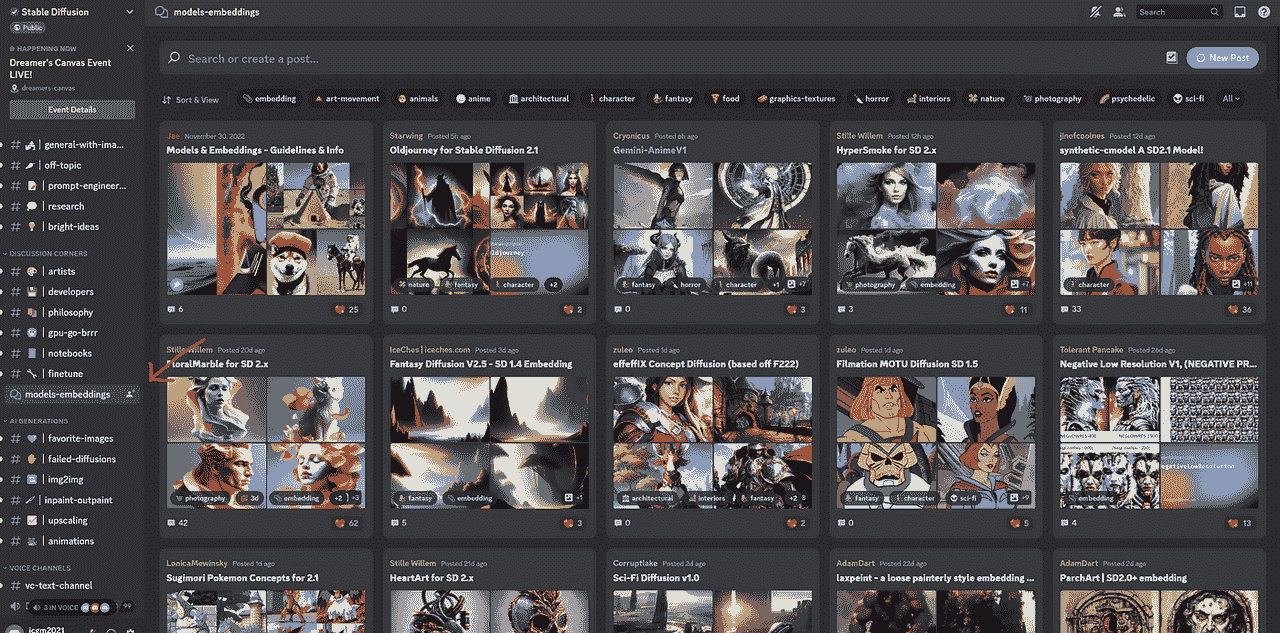 Stable Diffusion
Public
HAPPENING NOW
Dreamer's Canvas Event
LIVE!
dreamers-canvas
Event Details
general-with-ima...
off-topic
prompt-engineer...
research
bright-ideas
DISCUSSION CORNERS
artists
developers
philosophy
gpu-go-brrr
notebooks
finetune
models-embeddings
AI GENERATIONS
favorite-images
failed-diffusions
img2img
inpaint-outpaint
upscaling
animations
VOICE CHANNELS
vc-text-channel
3 IN VOICE
99
jcgm2021
models-embeddings
Search
Search or create a post...
New Post
Sort & View
embedding
art-movement
animals
anime
architectural
character
fantasy
food
graphics-textures
horror
interiors
nature
photography
psychedelic
sci-fi
All
Jae November 30, 2022
Models & Embeddings - Guidelines & Info
6
25
Starwing Posted 5h ago
Oldjourney for Stable Diffusion 2.1
nature
fantasy
character
+2
0
2
Cryonicus Posted 6h ago
Gemini-AnimeV1
fantasy
horror
character
+1
+7
0
3
Stille Willem Posted 12h ago
HyperSmoke for SD 2.x
photography
embedding
+7
3
11
jinofcoolnes Posted 12d ago
synthetic-cmodel A SD2.1 Model!
character
+11
33
36
Stille Willem Posted 20d ago
FloralMarble for SD 2.x
photography
3d
embedding
+2
+3
42
62
IceChes | iceches.com Posted 3d ago
Fantasy Diffusion V2.5 - SD 1.4 Embedding
fantasy
embedding
+1
5
3
zuleo Posted 1d ago
effeffIX Concept Diffusion (based off F222)
architectural
interiors
fantasy
+2
0
2
zuleo Posted 1d ago
Filmation MOTU Diffusion SD 1.5
fantasy
character
sci-fi
+9
0
5
Tolerant Pancake Posted 26d ago
Negative Low Resolution V1, (NEGATIVE PR...
embedding
4
13
LonicaMewinsky Posted 1d ago
Sugimori Pokemon Concepts for 2.1
Stille Willem Posted 21d ago
HeartArt for SD 2.x
Corruptlake Posted 2d ago
Sci-Fi Diffusion v1.0
AdamDart Posted 22d ago
laxpeint - a loose painterly style embedding ...
AdamDart Posted 2d ago
ParchArt | SD2.0+ embedding